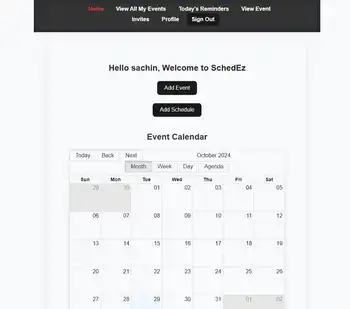 Home View All My Events Today's Reminders View Event
Invites Profile Sign Out
Hello sachin, Welcome to SchedEz
Add Event
Add Schedule
Event Calendar
Today Back Next October 2024
Month Week Day Agenda
Sun Mon Tue Wed Thu Fri Sat
29 30 01 02 03 04 05
06 07 08 09 10 11 12
13 14 15 16 17 18 19
20 21 22 23 24 25 26
27 28 29 30 31 01 02